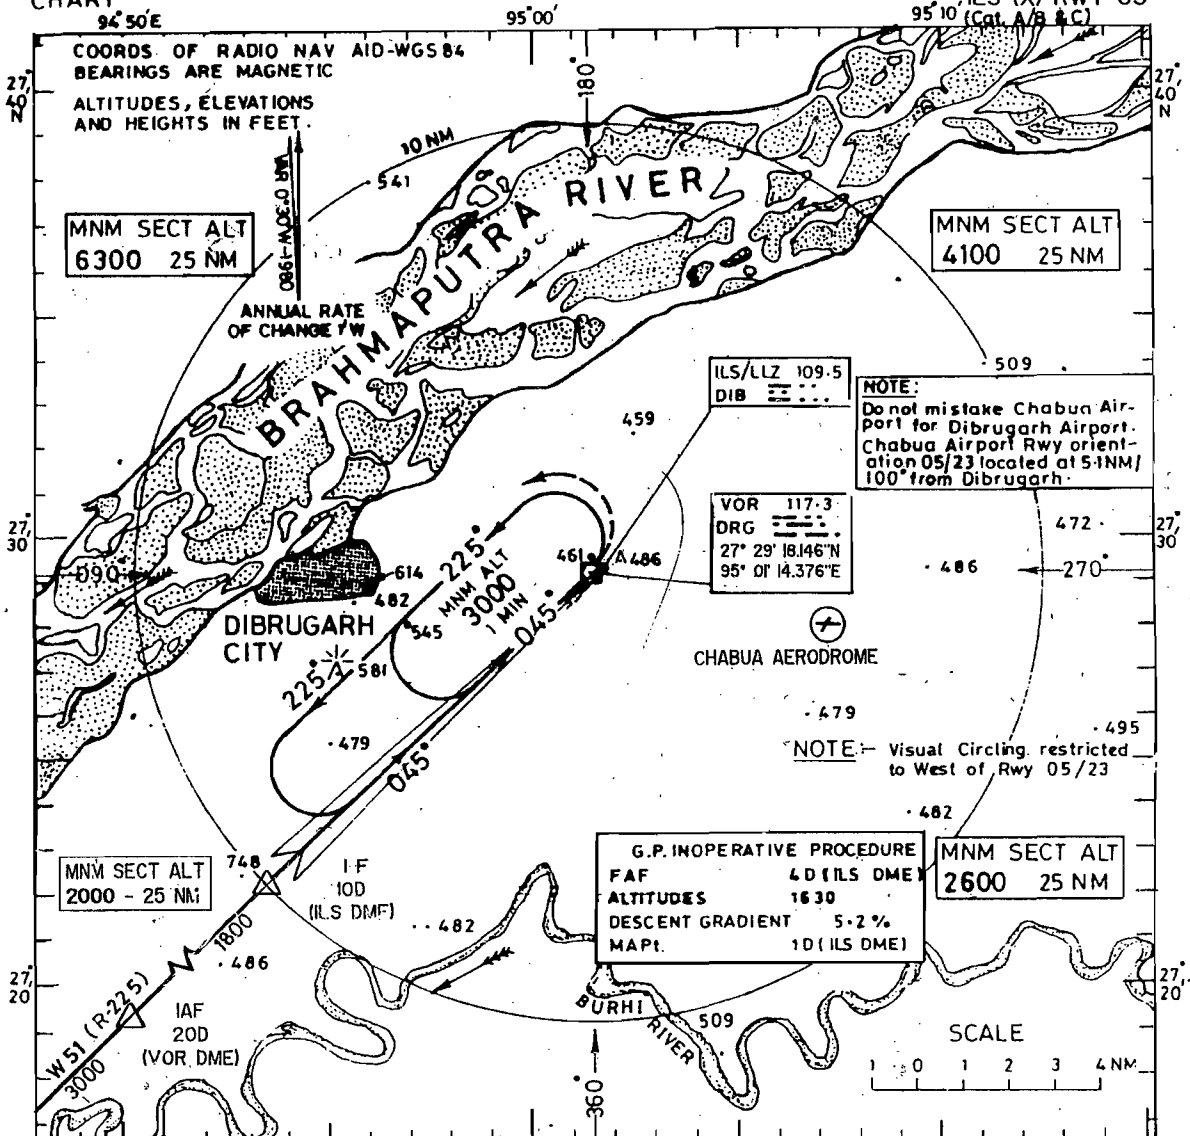 CHART
94°50'E
95°00'
95°10'
ILS (X) RWY 05
(Cat. A/B & C)
COORDS OF RADIO NAV AID-WGS84
BEARINGS ARE MAGNETIC
ALTITUDES, ELEVATIONS
AND HEIGHTS IN FEET.
27°
40'
N
27°
40'
N
180°
10 NM
541
VAR 0°30'W-1980
ANNUAL RATE
OF CHANGE 1'W
MNM SECT ALT
6300 25 NM
MNM SECT ALT
4100 25 NM
BRAHMAPUTRA RIVER
509
ILS/LLZ 109.5
DIB
459
NOTE:
Do not mistake Chabua Air-
port for Dibrugarh Airport.
Chabua Airport Rwy orient-
ation 05/23 located at 5.1NM/
100° from Dibrugarh.
VOR 117.3
DRG
27° 29' 18.146"N
95° 01' 14.376"E
472
27°
30'
27°
30'
486
270°
090°
614
482
545
581
461
486
225°
MNM ALT
3000
1 MIN
045°
DIBRUGARH
CITY
CHABUA AERODROME
225°
479
045°
479
495
NOTE:- Visual Circling restricted
to West of Rwy 05/23
482
748
IF
10D
(ILS DME)
MNM SECT ALT
2000 - 25 NM
G.P. INOPERATIVE PROCEDURE
FAF 4D (ILS DME)
ALTITUDES 1630
DESCENT GRADIENT 5.2%
MAPt. 1D (ILS DME)
MNM SECT ALT
2600 25 NM
1800
486
482
27°
20'
27°
20'
IAF
20D
(VOR DME)
W51 (R-225)
3000
BURHI RIVER
509
360°
SCALE
1 0 1 2 3 4 NM